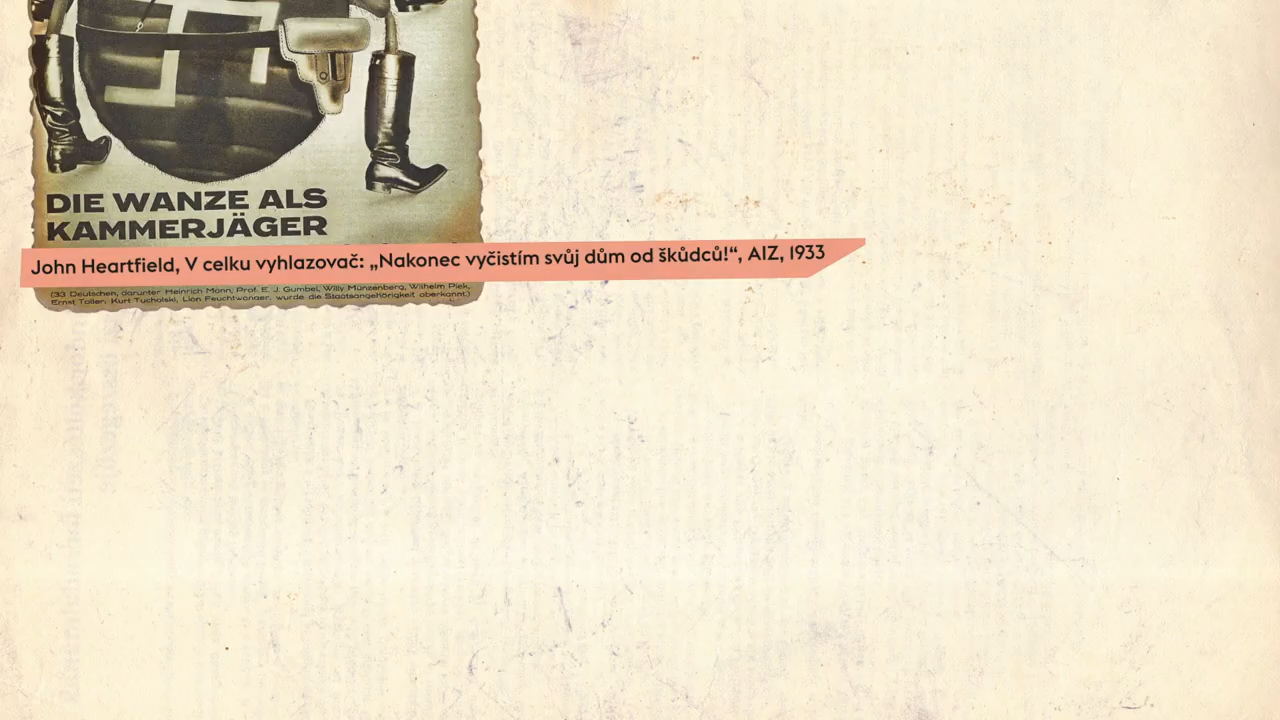 DIE WANZE ALS
KAMMERJÄGER
John Heartfield, V celku vyhlazovač: „Nakonec vyčistím svůj dům od škůdců!“, AIZ, 1933
(33 Deutschen, darunter Heinrich Mann, Prof. E. J. Gumbel, Willy Münzenberg, Wilhelm Piek,
Ernst Toller, Kurt Tucholski, Lion Feuchtwanger, wurde die Staatsangehörigkeit aberkannt.)